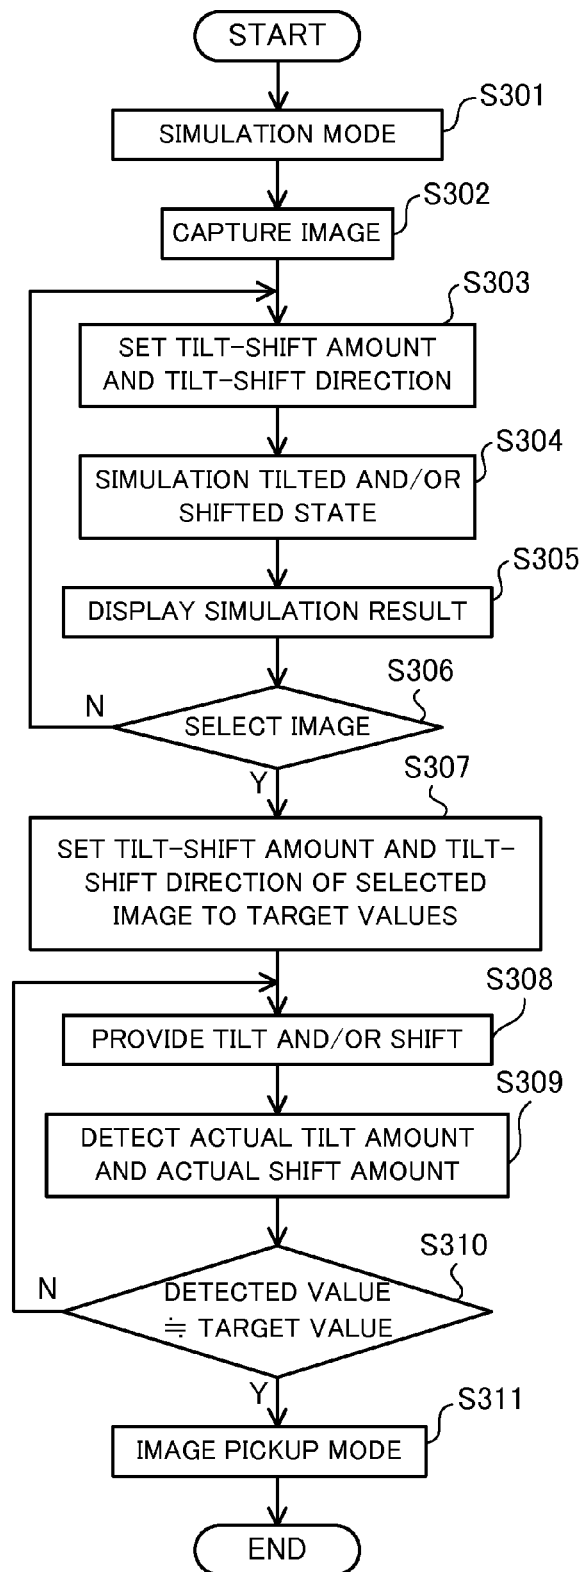 START
S301
SIMULATION MODE
S302
CAPTURE IMAGE
S303
SET TILT-SHIFT AMOUNT
AND TILT-SHIFT DIRECTION
S304
SIMULATION TILTED AND/OR
SHIFTED STATE
S305
DISPLAY SIMULATION RESULT
S306
N
SELECT IMAGE
Y
S307
SET TILT-SHIFT AMOUNT AND TILT-
SHIFT DIRECTION OF SELECTED
IMAGE TO TARGET VALUES
S308
PROVIDE TILT AND/OR SHIFT
S309
DETECT ACTUAL TILT AMOUNT
AND ACTUAL SHIFT AMOUNT
S310
N
DETECTED VALUE
≒ TARGET VALUE
Y
S311
IMAGE PICKUP MODE
END